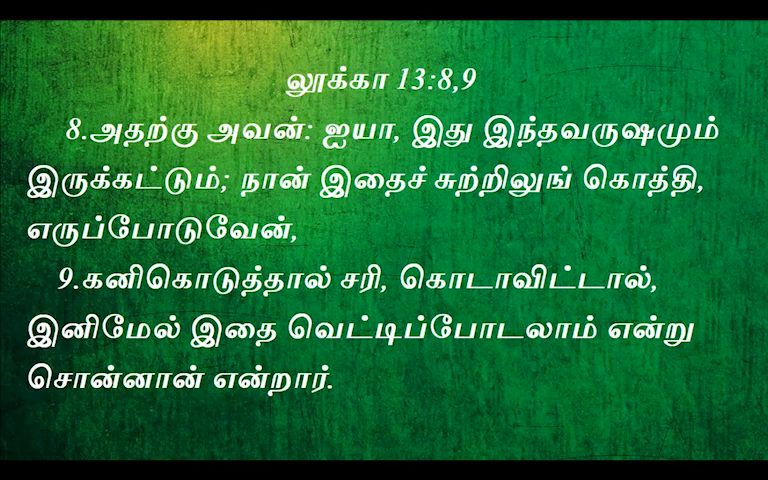 லூக்கா 13:8,9
8.அதற்கு அவன்: ஐயா, இது இந்தவருஷமும்
இருக்கட்டும்; நான் இதைச் சுற்றிலுங் கொத்தி,
எருப்போடுவேன்,
9.கனிகொடுத்தால் சரி, கொடாவிட்டால்,
இனிமேல் இதை வெட்டிப்போடலாம் என்று
சொன்னான் என்றார்.